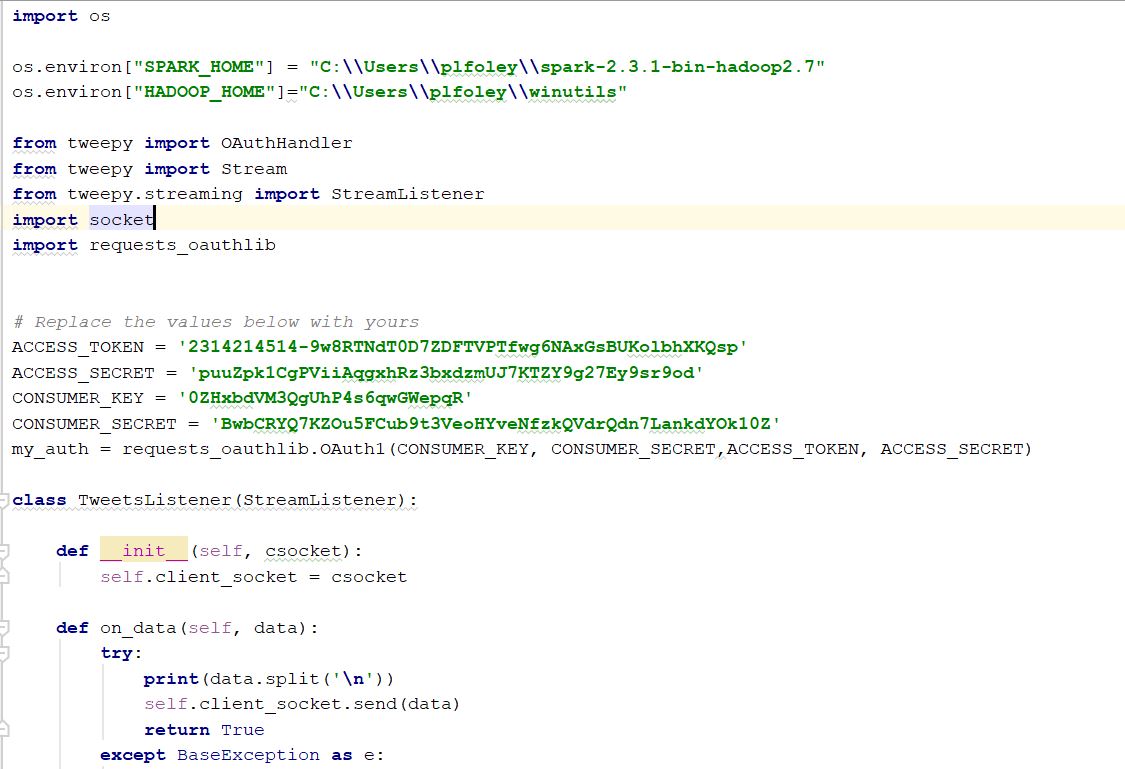 import os
os.environ["SPARK_HOME"] = "C:\\Users\\plfoley\\spark-2.3.1-bin-hadoop2.7"
os.environ["HADOOP_HOME"]="C:\\Users\\plfoley\\winutils"
from tweepy import OAuthHandler
from tweepy import Stream
from tweepy.streaming import StreamListener
import socket
import requests_oauthlib
# Replace the values below with yours
ACCESS_TOKEN = '2314214514-9w8RTNdT0D7ZDFTVPTfwg6NAxGsBUKolbhXKQsp'
ACCESS_SECRET = 'puuZpk1CgPViiAqgxhRz3bxdzmUJ7KTZY9g27Ey9sr9od'
CONSUMER_KEY = '0ZHxbdVM3QgUhP4s6qwGWepqR'
CONSUMER_SECRET = 'BwbCRYQ7KZOu5FCub9t3VeoHYveNfzkQVdrQdn7LankdYOk10Z'
my_auth = requests_oauthlib.OAuth1(CONSUMER_KEY, CONSUMER_SECRET,ACCESS_TOKEN, ACCESS_SECRET)
class TweetsListener(StreamListener):
    def __init__(self, csocket):
        self.client_socket = csocket
    def on_data(self, data):
        try:
            print(data.split('\n'))
            self.client_socket.send(data)
            return True
        except BaseException as e: